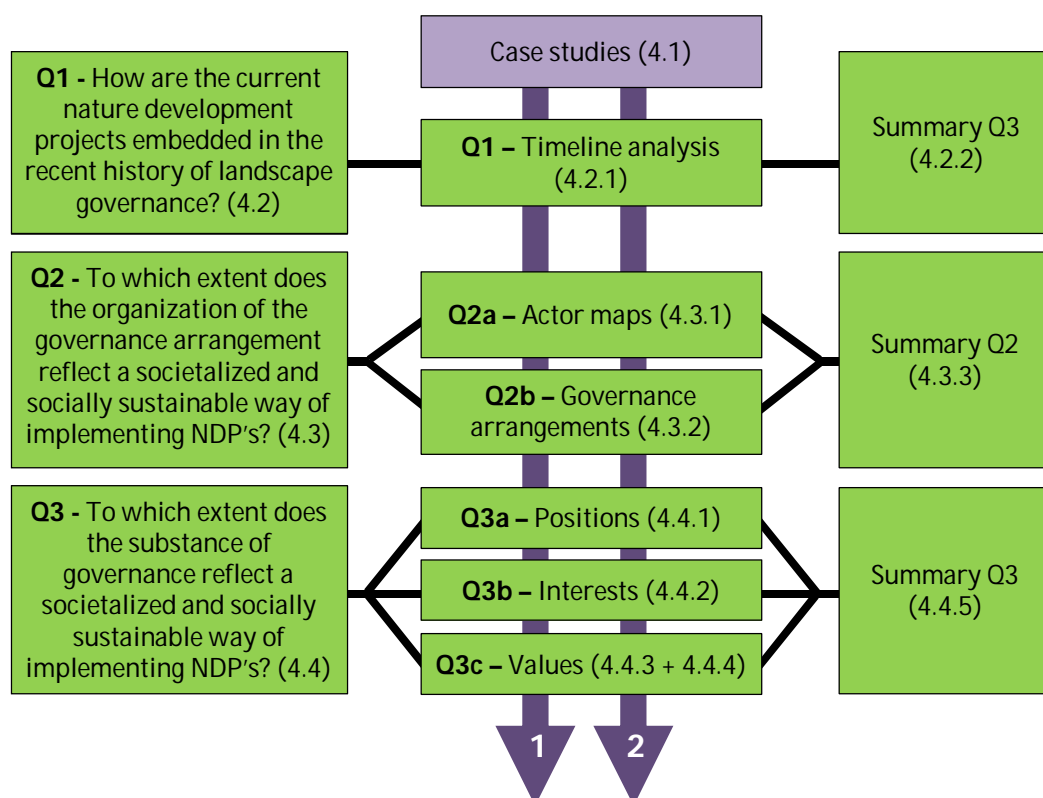 Case studies (4.1)
Q1 - How are the current
nature development
projects embedded in the
recent history of landscape
governance? (4.2)
Q1 – Timeline analysis
(4.2.1)
Summary Q3
(4.2.2)
Q2 - To which extent does
the organization of the
governance arrangement
reflect a societalized and
socially sustainable way of
implementing NDP's? (4.3)
Q2a – Actor maps (4.3.1)
Q2b – Governance
arrangements (4.3.2)
Summary Q2
(4.3.3)
Q3 - To which extent does
the substance of
governance reflect a
societalized and socially
sustainable way of
implementing NDP's? (4.4)
Q3a – Positions (4.4.1)
Q3b – Interests (4.4.2)
Q3c – Values (4.4.3 + 4.4.4)
Summary Q3
(4.4.5)
1
2